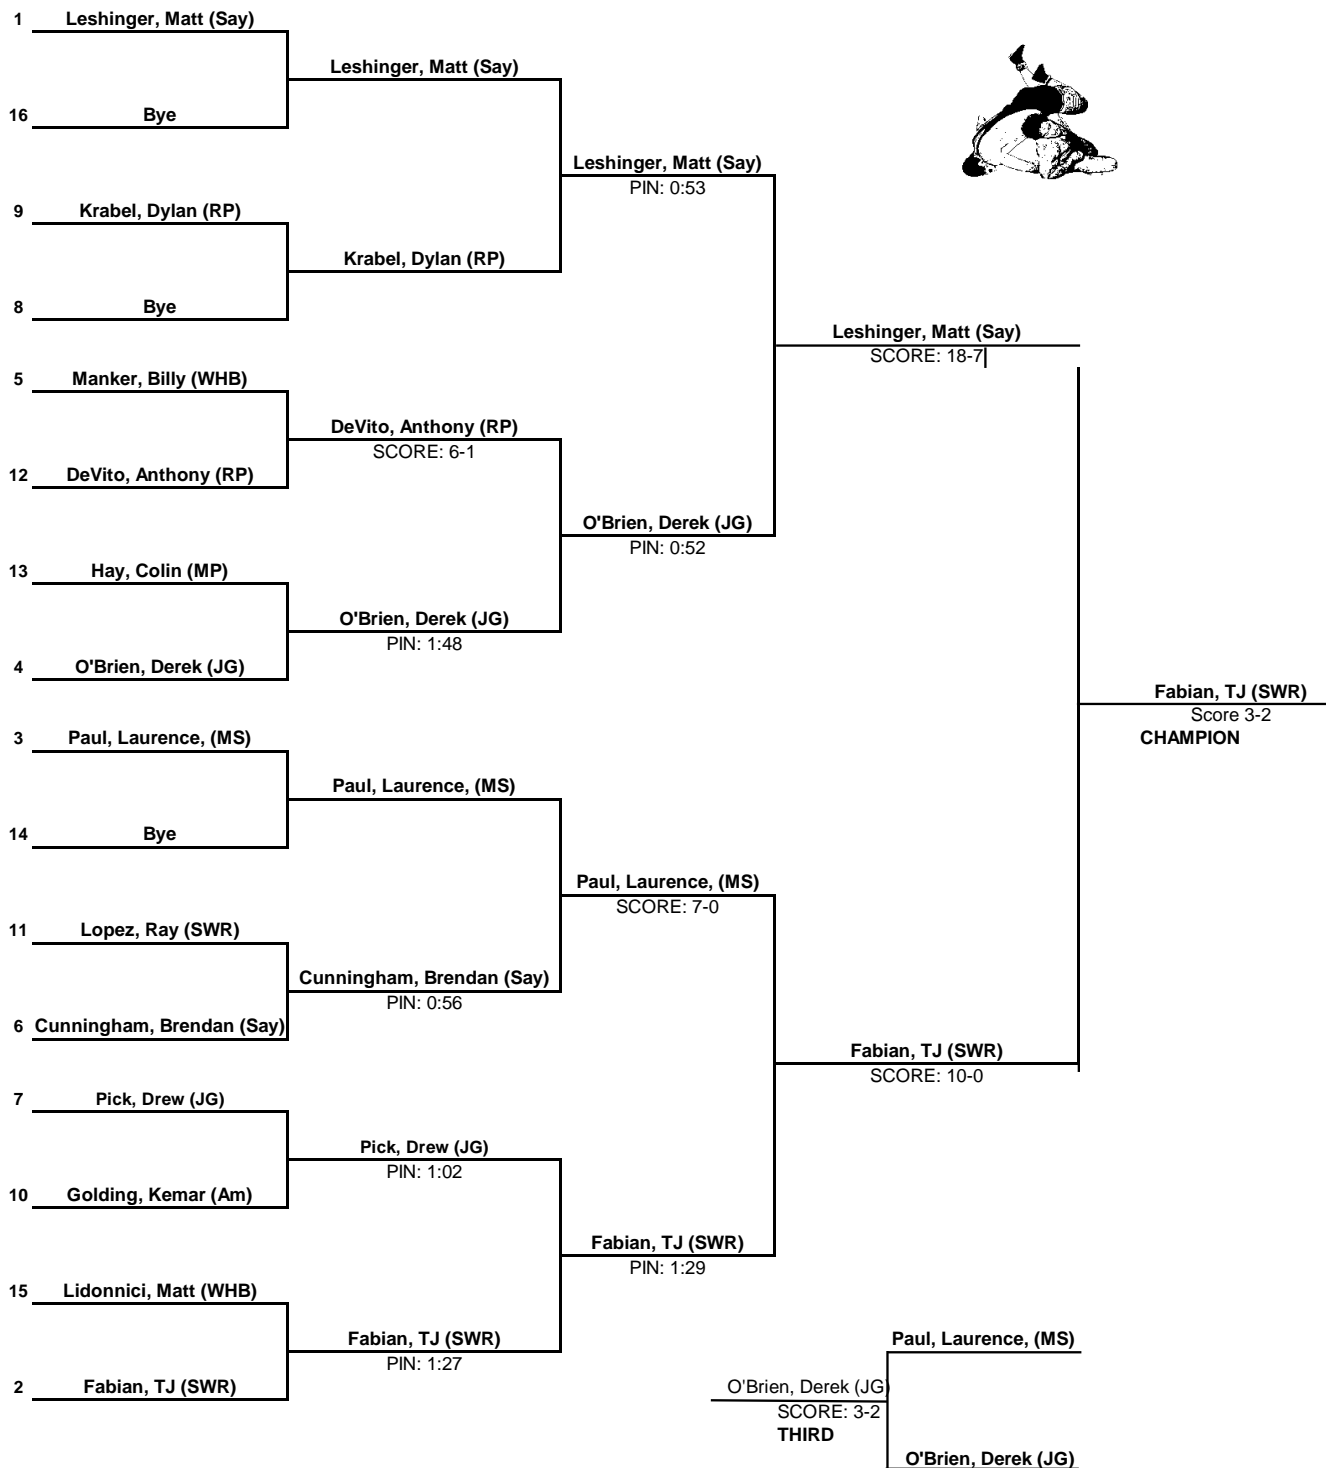 1 Leshinger, Matt (Say)
Leshinger, Matt (Say)
16 Bye
Leshinger, Matt (Say)
PIN: 0:53
9 Krabel, Dylan (RP)
Krabel, Dylan (RP)
8 Bye
Leshinger, Matt (Say)
SCORE: 18-7
5 Manker, Billy (WHB)
DeVito, Anthony (RP)
SCORE: 6-1
12 DeVito, Anthony (RP)
O'Brien, Derek (JG)
PIN: 0:52
13 Hay, Colin (MP)
O'Brien, Derek (JG)
PIN: 1:48
4 O'Brien, Derek (JG)
Fabian, TJ (SWR)
Score 3-2
CHAMPION
3 Paul, Laurence, (MS)
Paul, Laurence, (MS)
14 Bye
Paul, Laurence, (MS)
SCORE: 7-0
11 Lopez, Ray (SWR)
Cunningham, Brendan (Say)
PIN: 0:56
6 Cunningham, Brendan (Say)
Fabian, TJ (SWR)
SCORE: 10-0
7 Pick, Drew (JG)
Pick, Drew (JG)
PIN: 1:02
10 Golding, Kemar (Am)
Fabian, TJ (SWR)
PIN: 1:29
15 Lidonnici, Matt (WHB)
Fabian, TJ (SWR)
PIN: 1:27
2 Fabian, TJ (SWR)
Paul, Laurence, (MS)
O'Brien, Derek (JG)
SCORE: 3-2
THIRD
O'Brien, Derek (JG)